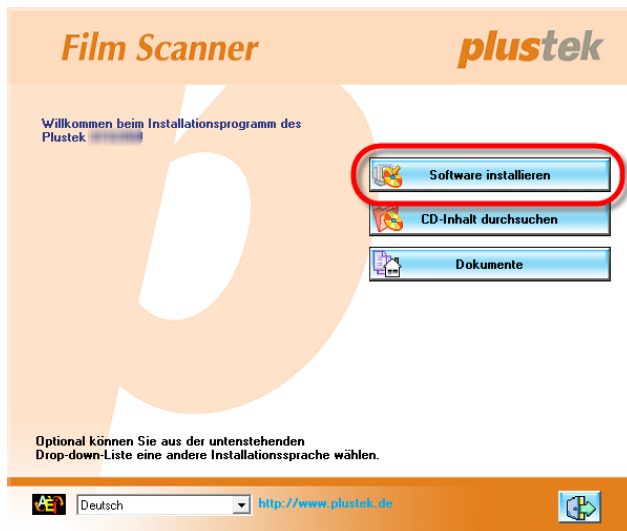 Film Scanner
plustek
Willkommen beim Installationsprogramm des
Plustek
Software installieren
CD-Inhalt durchsuchen
Dokumente
Optional können Sie aus der untenstehenden
Drop-down-Liste eine andere Installationssprache wählen.
Deutsch
http://www.plustek.de